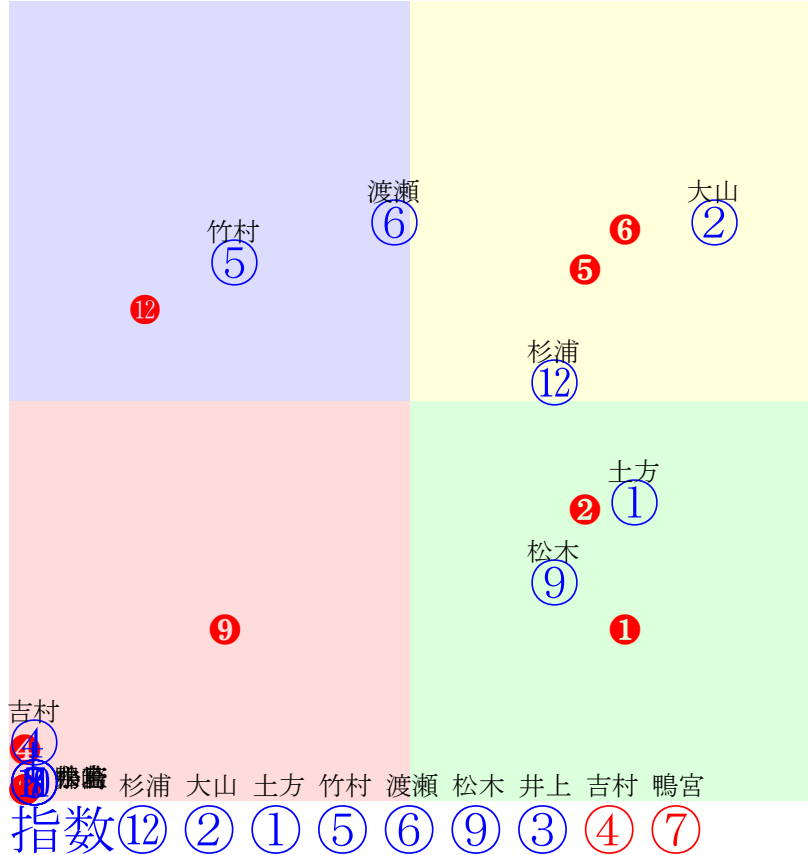 渡瀬
大山
⑥
②
竹村
⑤
❻
❺
⑫
杉浦
⑫
土方
①
❷
松木
⑨
❾
❶
吉村
④
杉浦 大山 土方 竹村 渡瀬 松木 井上 吉村 鴨宮
指数⑫②①⑤⑥⑨③④⑦